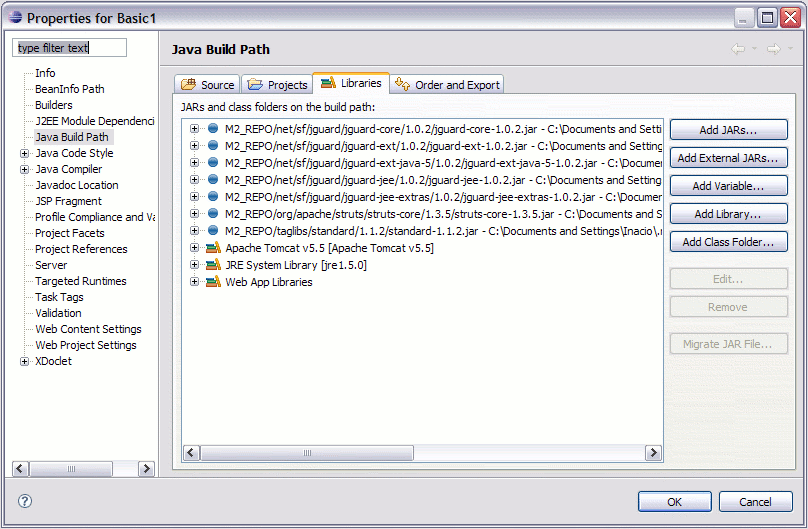 Properties for Basic1
type filter text
Info
BeanInfo Path
Builders
J2EE Module Dependenci
Java Build Path
Java Code Style
Java Compiler
Javadoc Location
JSP Fragment
Profile Compliance and Va
Project Facets
Project References
Server
Targeted Runtimes
Task Tags
Validation
Web Content Settings
Web Project Settings
XDoclet
Java Build Path
Source Projects Libraries Order and Export
JARs and class folders on the build path:
M2_REPO/net/sf/jguard/jguard-core/1.0.2/jguard-core-1.0.2.jar - C:\Documents and Setti
M2_REPO/net/sf/jguard/jguard-ext/1.0.2/jguard-ext-1.0.2.jar - C:\Documents and Setting
M2_REPO/net/sf/jguard/jguard-ext-java-5/1.0.2/jguard-ext-java-5-1.0.2.jar - C:\Docume
M2_REPO/net/sf/jguard/jguard-jee/1.0.2/jguard-jee-1.0.2.jar - C:\Documents and Setting
M2_REPO/net/sf/jguard/jguard-jee-extras/1.0.2/jguard-jee-extras-1.0.2.jar - C:\Documen
M2_REPO/org/apache/struts/struts-core/1.3.5/struts-core-1.3.5.jar - C:\Documents and S
M2_REPO/taglibs/standard/1.1.2/standard-1.1.2.jar - C:\Documents and Settings\Inacio\.r
Apache Tomcat v5.5 [Apache Tomcat v5.5]
JRE System Library [jre1.5.0]
Web App Libraries
Add JARs...
Add External JARs...
Add Variable...
Add Library...
Add Class Folder...
Edit...
Remove
Migrate JAR File...
?
OK Cancel